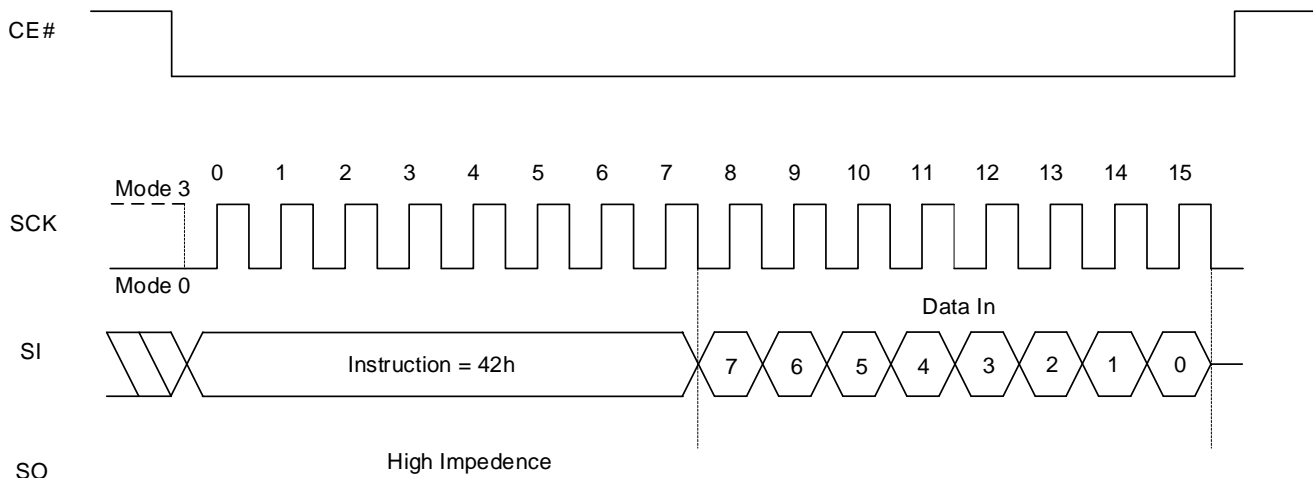 CE#
0 1 2 3 4 5 6 7 8 9 10 11 12 13 14 15
Mode 3
SCK
Mode 0
Data In
SI
Instruction = 42h
7 6 5 4 3 2 1 0
High Impedence
SO